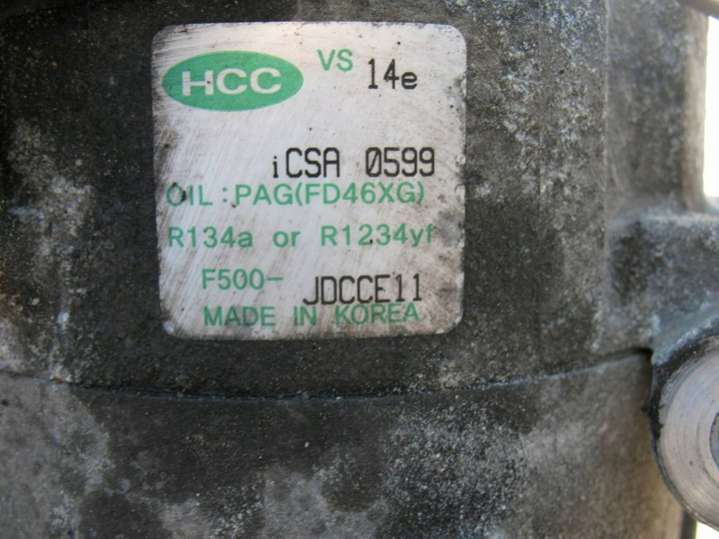 HCC VS 14e
iCSA 0599
OIL : PAG(FD46XG)
R134a or R1234yf
F500- JDCCE11
MADE IN KOREA